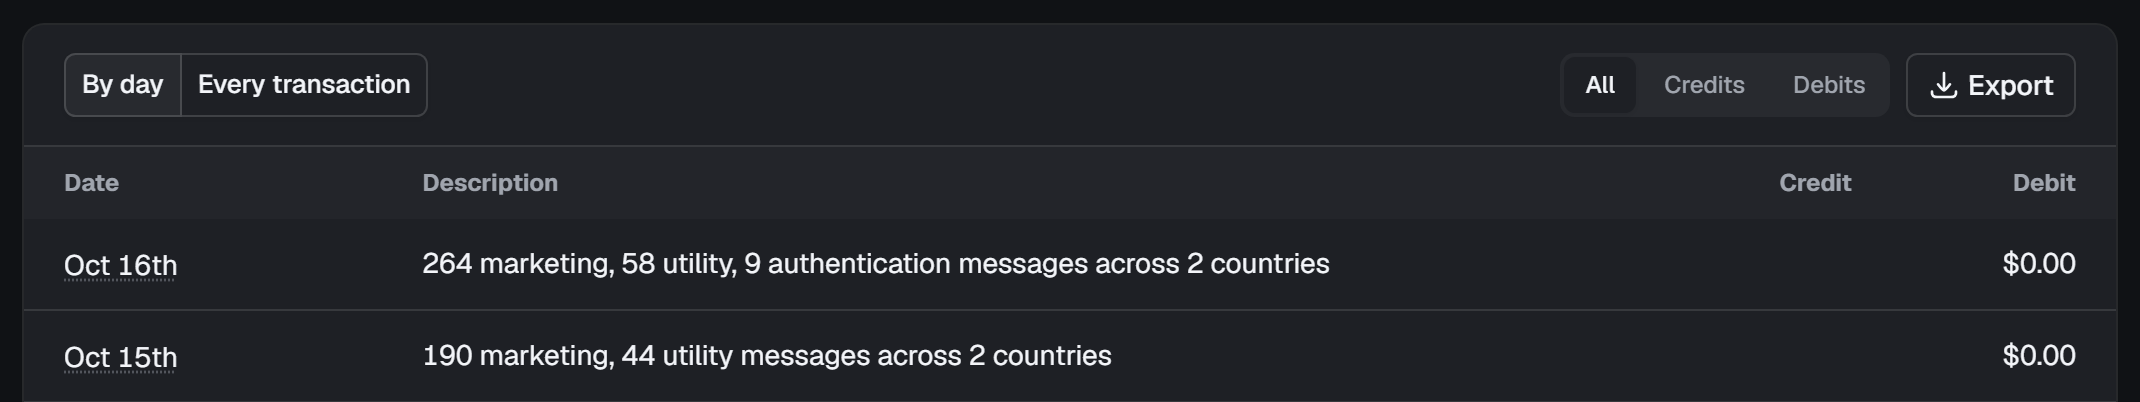 By day Every transaction All Credits Debits Export
Date Description Credit Debit
Oct 16th 264 marketing, 58 utility, 9 authentication messages across 2 countries $0.00
Oct 15th 190 marketing, 44 utility messages across 2 countries $0.00